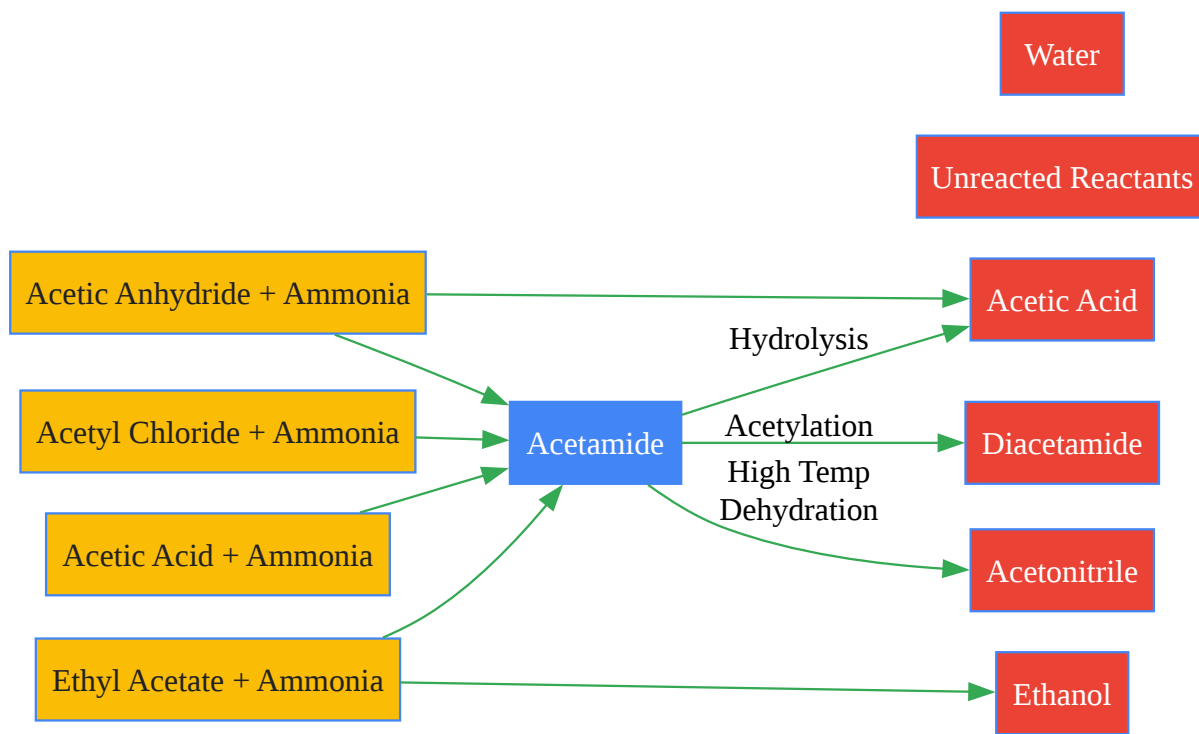 Water
Unreacted Reactants
Acetic Anhydride + Ammonia
Acetic Acid
Hydrolysis
Acetyl Chloride + Ammonia
Acetamide
Acetylation
Diacetamide
High Temp
Dehydration
Acetic Acid + Ammonia
Acetonitrile
Ethyl Acetate + Ammonia
Ethanol